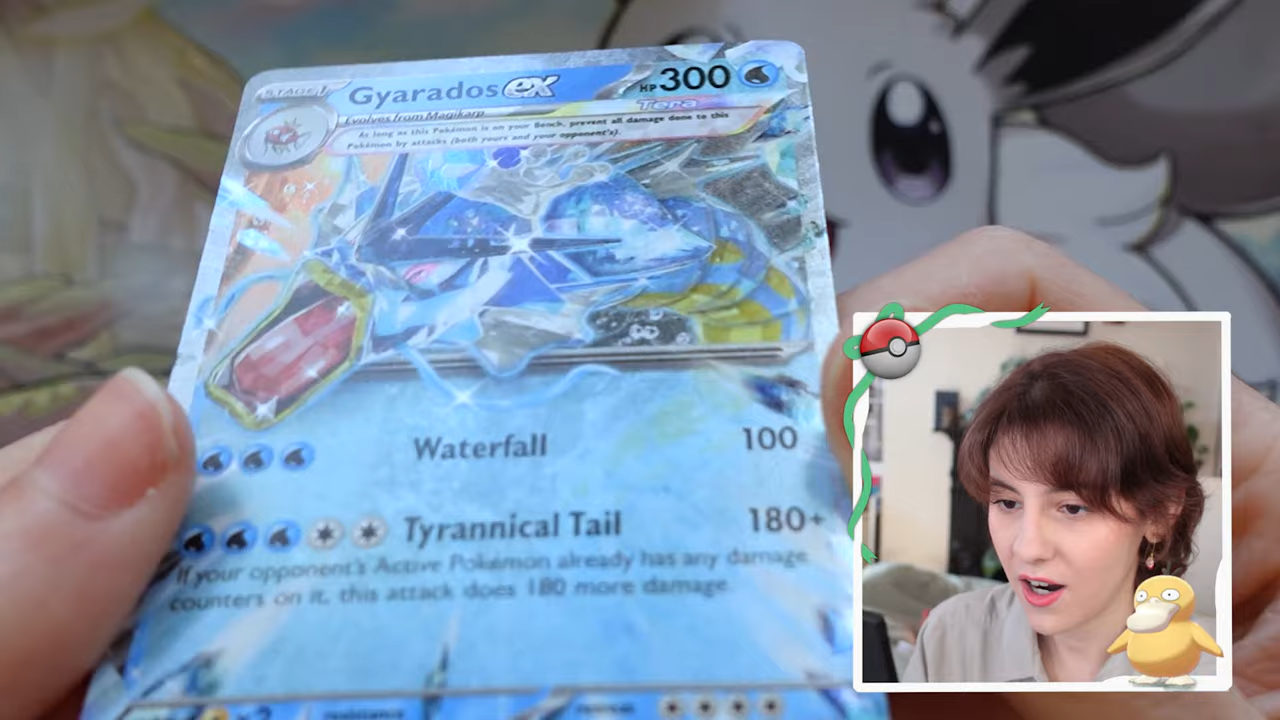 STAGE 1
Gyarados ex HP 300
Tera
Evolves from Magikarp
As long as this Pokémon is on your Bench, prevent all damage done to this
Pokémon by attacks (both yours and your opponent's).
Waterfall 100
Tyrannical Tail 180+
If your opponent's Active Pokémon already has any damage
counters on it, this attack does 180 more damage.
×2 resistance